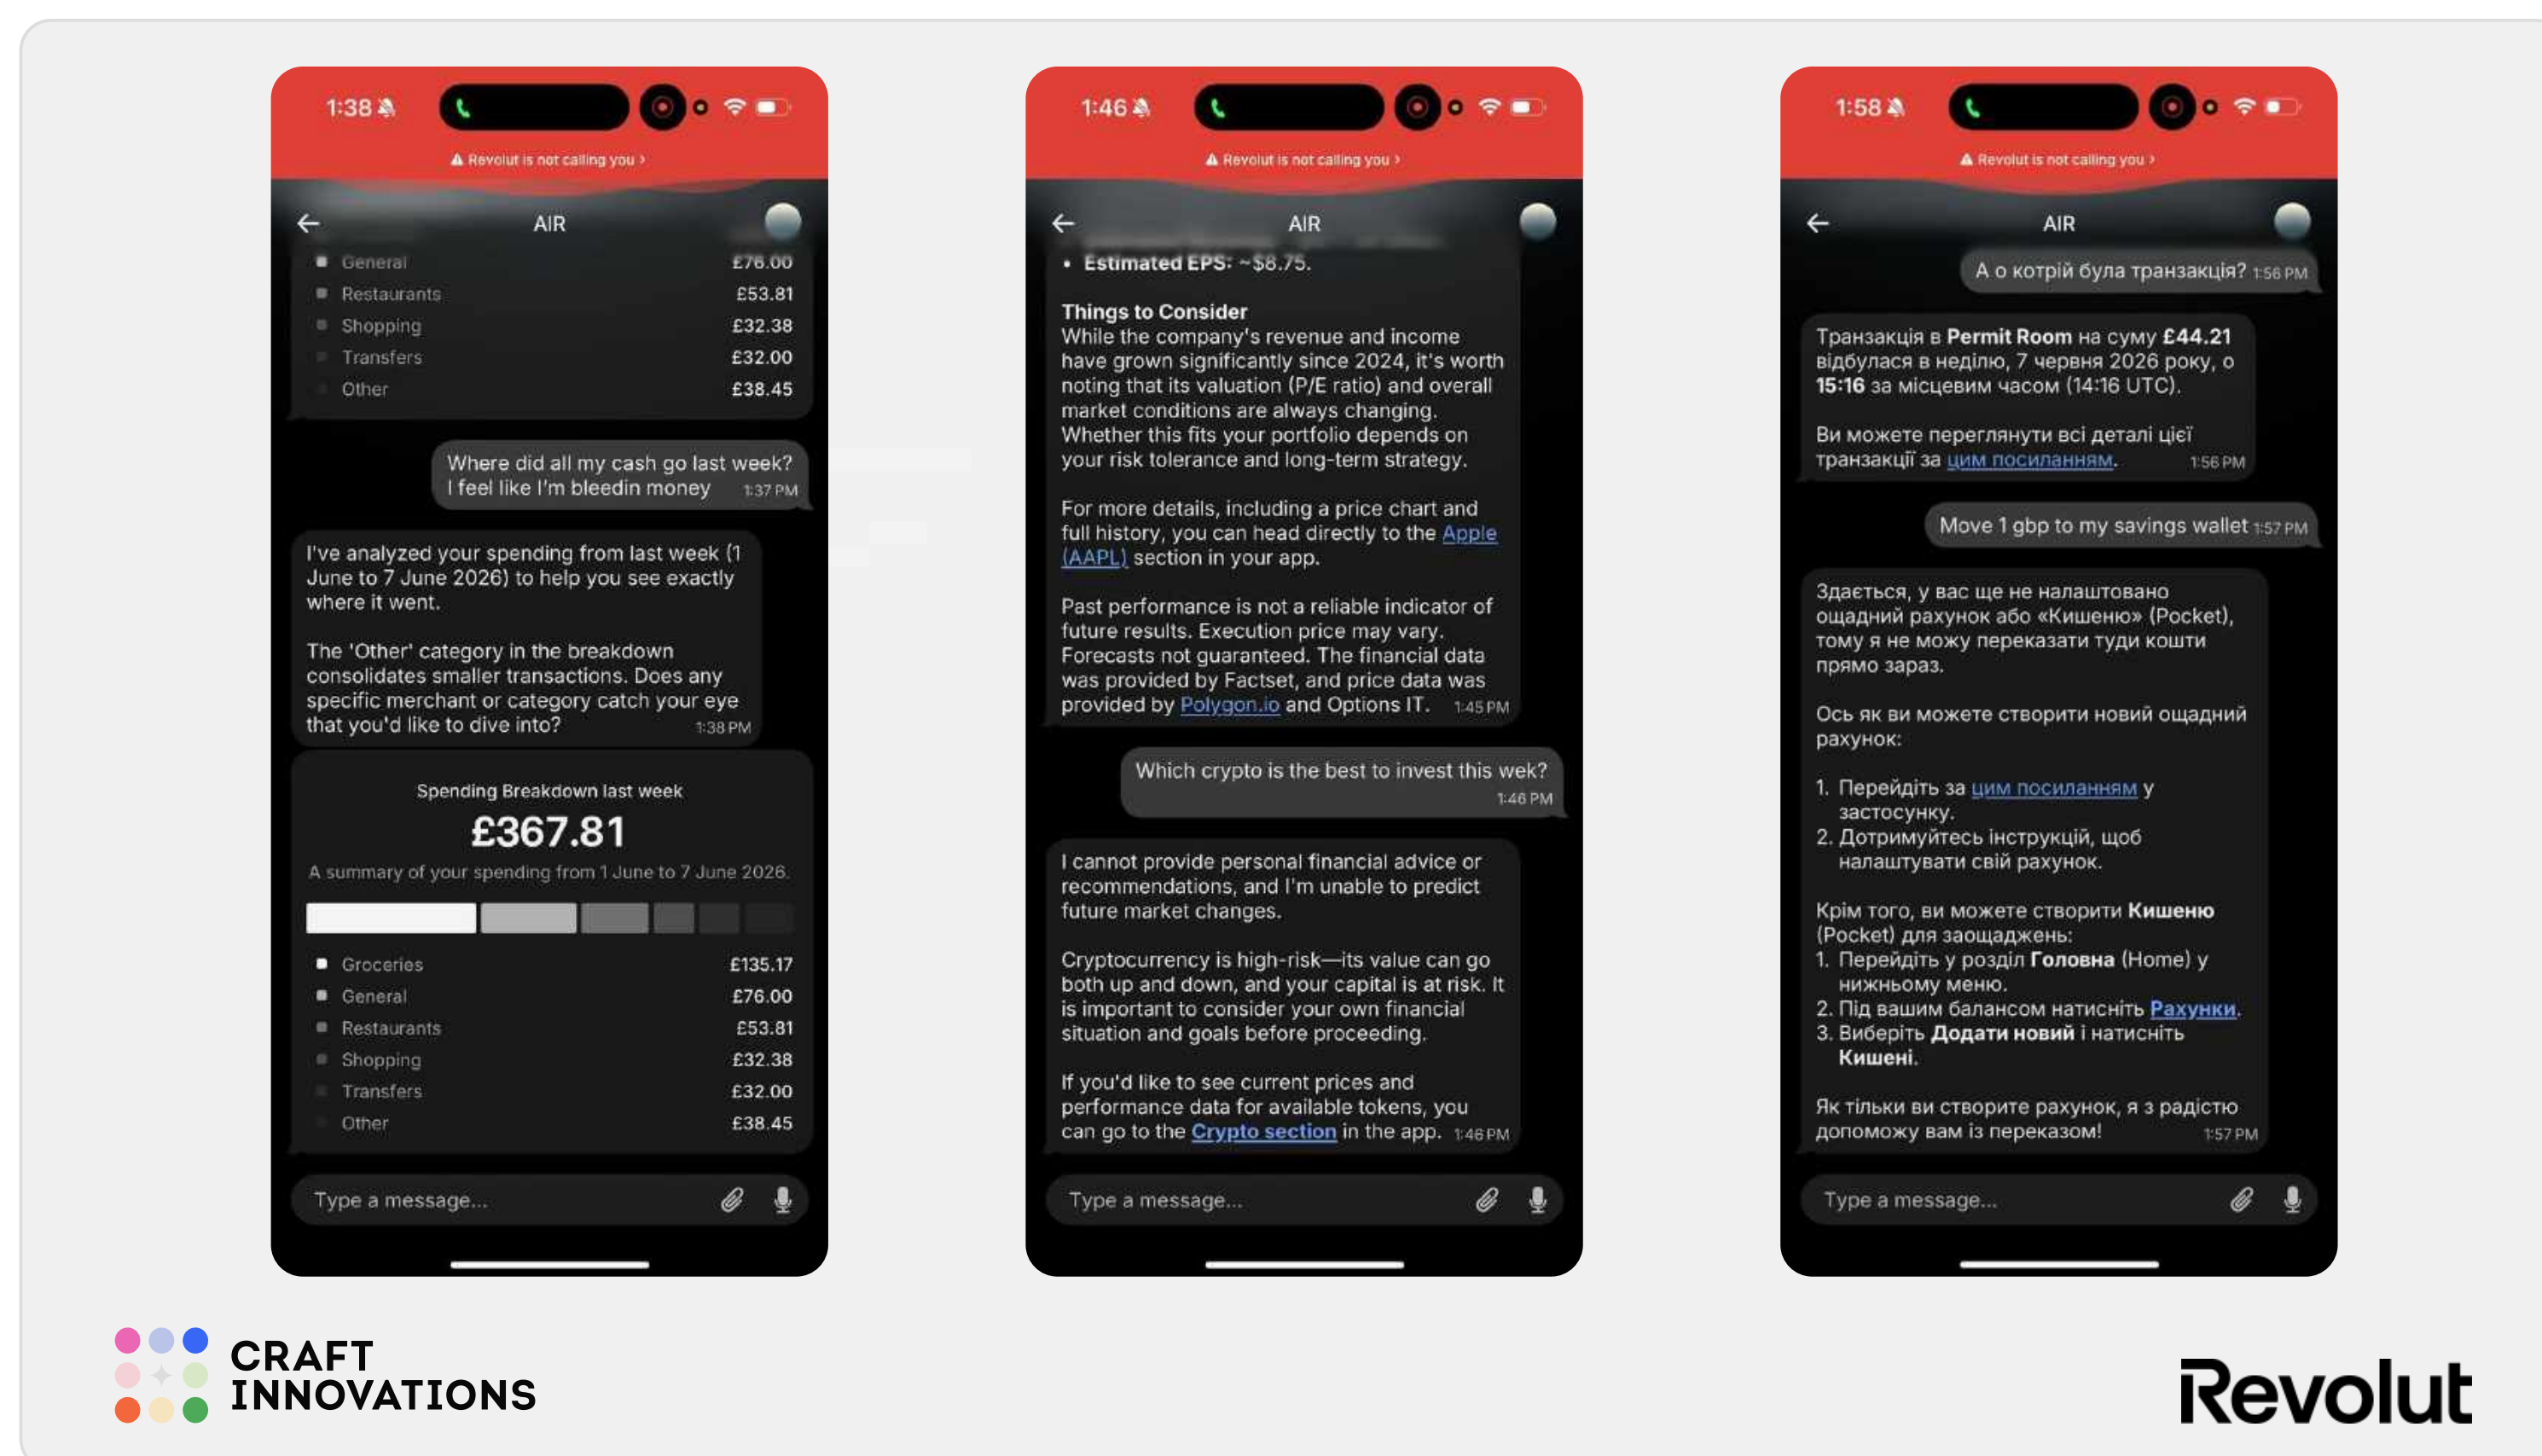 1:38
Revolut is not calling you
AIR
General £76.00
Restaurants £53.81
Shopping £32.38
Transfers £32.00
Other £38.45
Where did all my cash go last week?
I feel like I'm bleedin money 1:37 PM
I've analyzed your spending from last week (1
June to 7 June 2026) to help you see exactly
where it went.
The 'Other' category in the breakdown
consolidates smaller transactions. Does any
specific merchant or category catch your eye
that you'd like to dive into? 1:38 PM
Spending Breakdown last week
£367.81
A summary of your spending from 1 June to 7 June 2026.
Groceries £135.17
General £76.00
Restaurants £53.81
Shopping £32.38
Transfers £32.00
Other £38.45
Type a message...
1:46
Revolut is not calling you
AIR
• Estimated EPS: ~$8.75.
Things to Consider
While the company's revenue and income
have grown significantly since 2024, it's worth
noting that its valuation (P/E ratio) and overall
market conditions are always changing.
Whether this fits your portfolio depends on
your risk tolerance and long-term strategy.
For more details, including a price chart and
full history, you can head directly to the Apple
(AAPL) section in your app.
Past performance is not a reliable indicator of
future results. Execution price may vary.
Forecasts not guaranteed. The financial data
was provided by Factset, and price data was
provided by Polygon.io and Options IT. 1:45 PM
Which crypto is the best to invest this wek?
1:46 PM
I cannot provide personal financial advice or
recommendations, and I'm unable to predict
future market changes.
Cryptocurrency is high-risk—its value can go
both up and down, and your capital is at risk. It
is important to consider your own financial
situation and goals before proceeding.
If you'd like to see current prices and
performance data for available tokens, you
can go to the Crypto section in the app. 1:46 PM
Type a message...
1:58
Revolut is not calling you
AIR
А о котрій була транзакція? 1:56 PM
Транзакція в Permit Room на суму £44.21
відбулася в неділю, 7 червня 2026 року, о
15:16 за місцевим часом (14:16 UTC).
Ви можете переглянути всі деталі цієї
транзакції за цим посиланням. 1:56 PM
Move 1 gbp to my savings wallet 1:57 PM
Здається, у вас ще не налаштовано
ощадний рахунок або «Кишеню» (Pocket),
тому я не можу переказати туди кошти
прямо зараз.
Ось як ви можете створити новий ощадний
рахунок:
1. Перейдіть за цим посиланням у
застосунку.
2. Дотримуйтесь інструкцій, щоб
налаштувати свій рахунок.
Крім того, ви можете створити Кишеню
(Pocket) для заощаджень:
1. Перейдіть у розділ Головна (Home) у
нижньому меню.
2. Під вашим балансом натисніть Рахунки.
3. Виберіть Додати новий і натисніть
Кишені.
Як тільки ви створите рахунок, я з радістю
допоможу вам із переказом! 1:57 PM
Type a message...
CRAFT
INNOVATIONS
Revolut